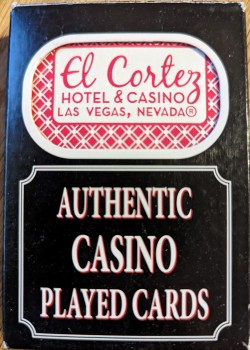 El Cortez
HOTEL & CASINO
LAS VEGAS, NEVADA®
AUTHENTIC
CASINO
PLAYED CARDS